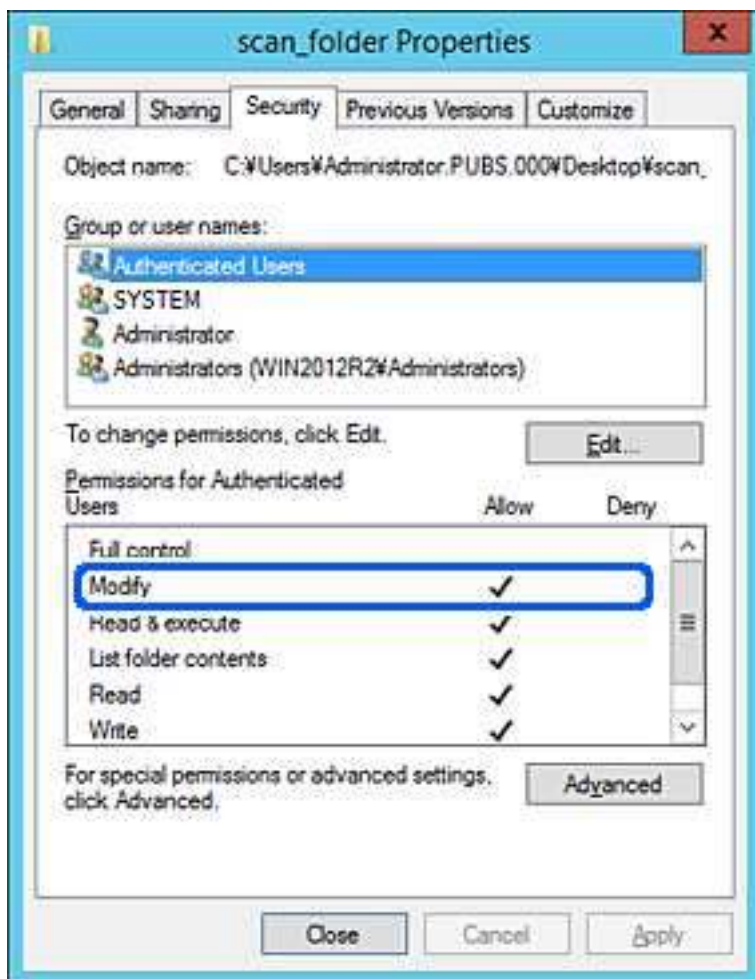 scan_folder Properties
General Sharing Security Previous Versions Customize
Object name: C:¥Users¥Administrator.PUBS.000¥Desktop¥scan_
Group or user names:
Authenticated Users
SYSTEM
Administrator
Administrators (WIN2012R2¥Administrators)
To change permissions, click Edit.
Edit...
Permissions for Authenticated
Users Allow Deny
Full control
Modify
Read & execute
List folder contents
Read
Write
For special permissions or advanced settings,
click Advanced.
Advanced
Close Cancel Apply